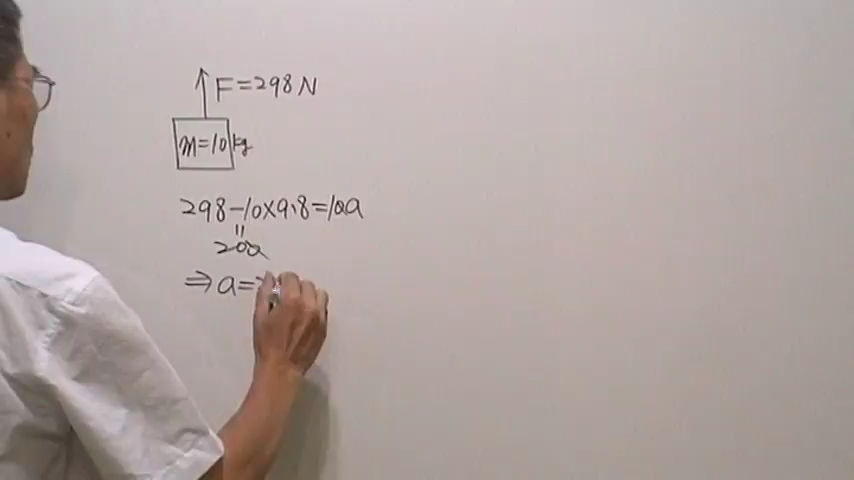 F=298N
m=10kg
298-10×9.8=10a
=
200
⇒a=